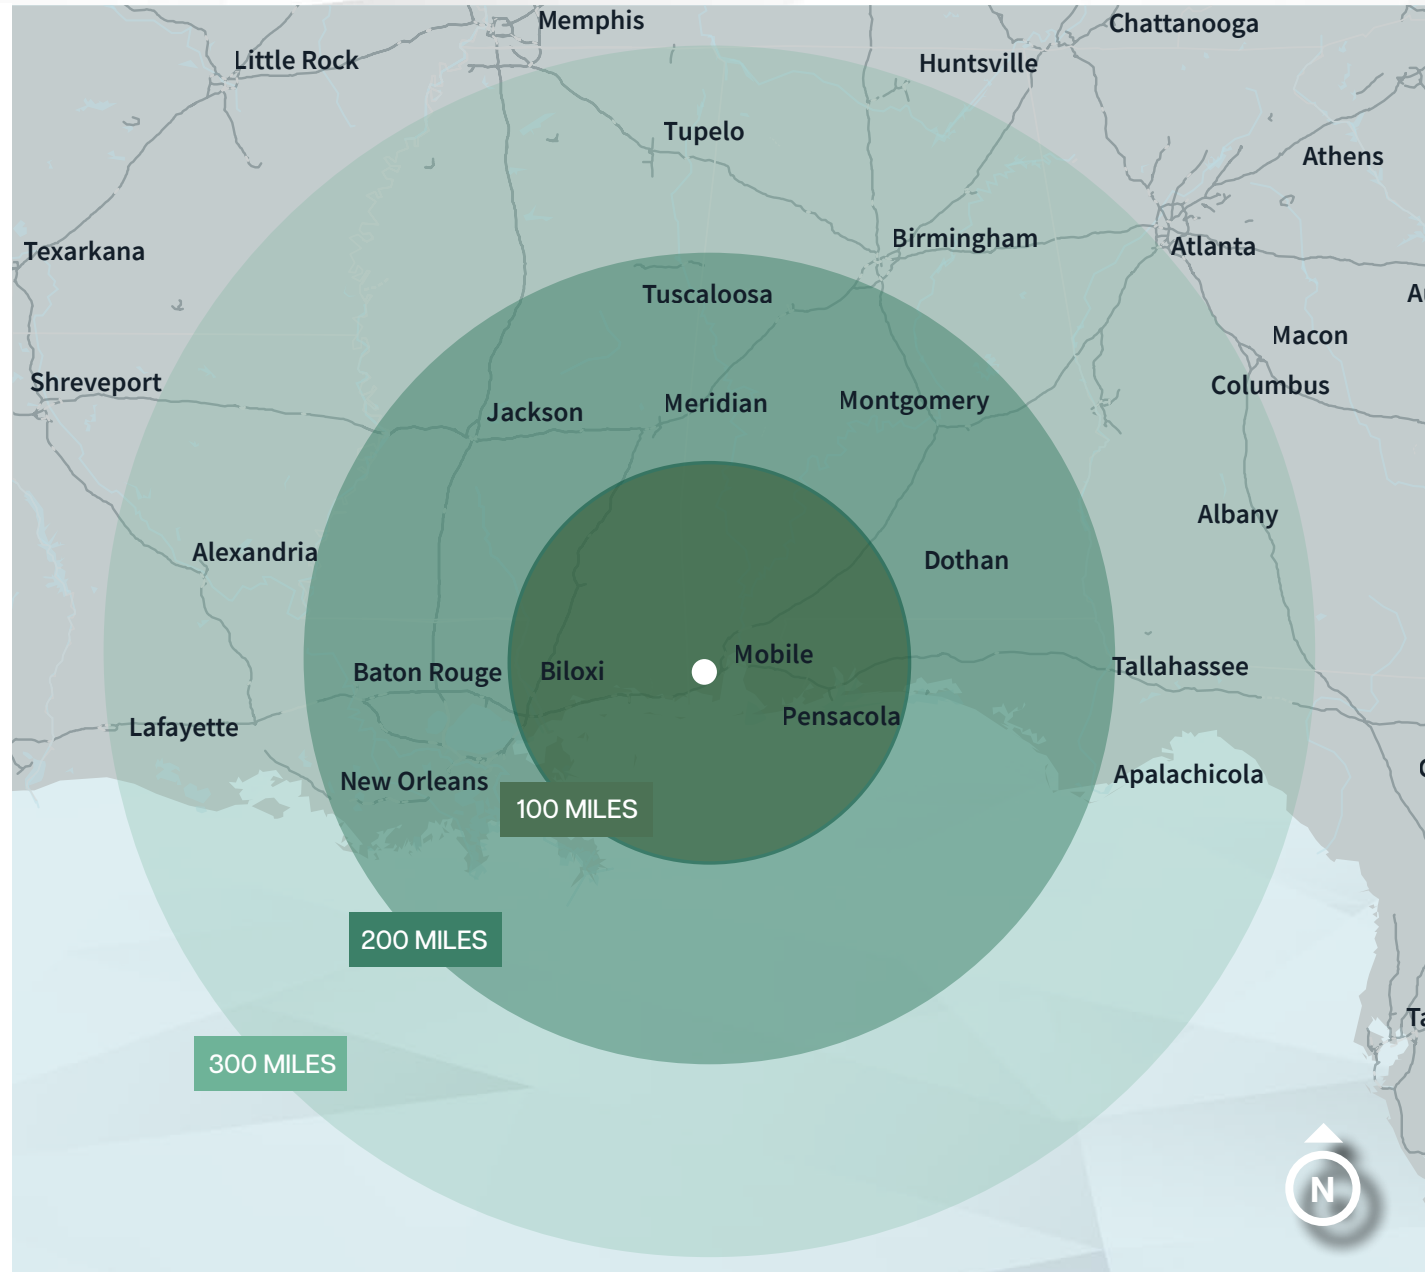 Memphis
Chattanooga
Little Rock
Huntsville
Tupelo
Athens
Birmingham
Atlanta
Texarkana
Tuscaloosa
Macon
Shreveport
Columbus
Jackson
Meridian
Montgomery
Albany
Alexandria
Dothan
Mobile
Baton Rouge
Biloxi
Tallahassee
Pensacola
Lafayette
Apalachicola
New Orleans
100 MILES
200 MILES
300 MILES
N